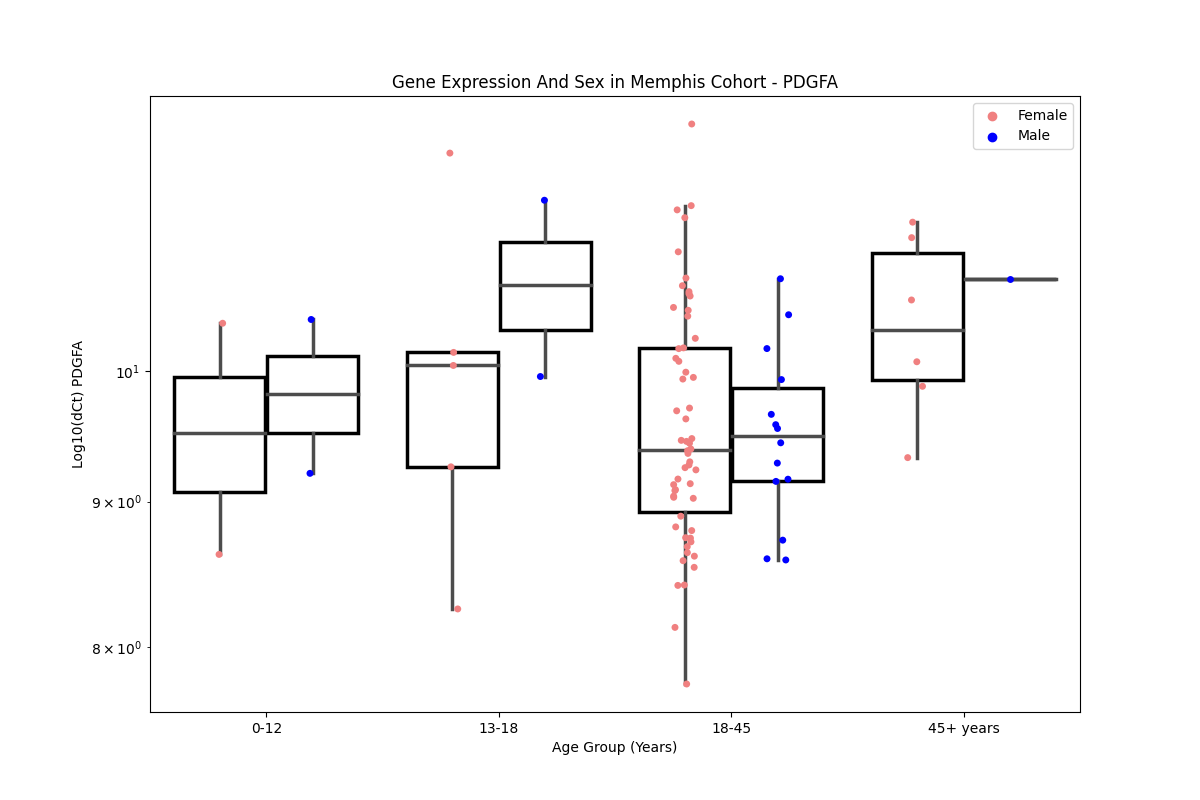 Gene Expression And Sex in Memphis Cohort - PDGFA
Female
Male
Log10(dCt) PDGFA
10¹
9 × 10⁰
8 × 10⁰
0-12
13-18
18-45
45+ years
Age Group (Years)